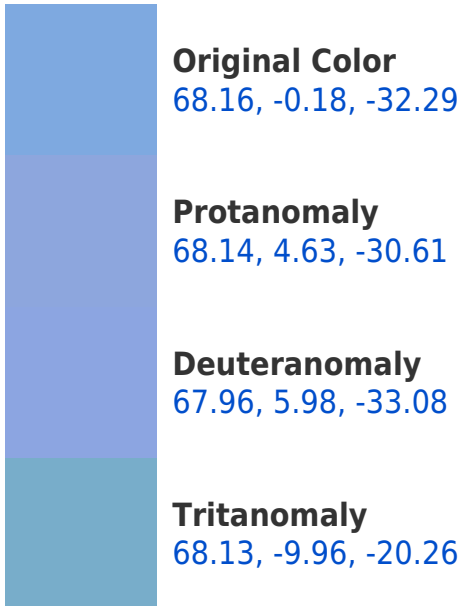 Original Color
68.16, -0.18, -32.29
Protanomaly
68.14, 4.63, -30.61
Deuteranomaly
67.96, 5.98, -33.08
Tritanomaly
68.13, -9.96, -20.26